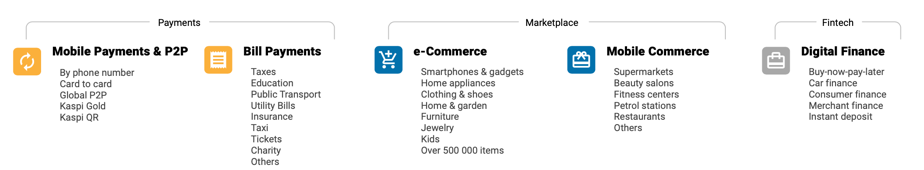 Payments
Mobile Payments & P2P
By phone number
Card to card
Global P2P
Kaspi Gold
Kaspi QR
Bill Payments
Taxes
Education
Public Transport
Utility Bills
Insurance
Taxi
Tickets
Charity
Others
Marketplace
e-Commerce
Smartphones & gadgets
Home appliances
Clothing & shoes
Home & garden
Furniture
Jewelry
Kids
Over 500 000 items
Mobile Commerce
Supermarkets
Beauty salons
Fitness centers
Petrol stations
Restaurants
Others
Fintech
Digital Finance
Buy-now-pay-later
Car finance
Consumer finance
Merchant finance
Instant deposit